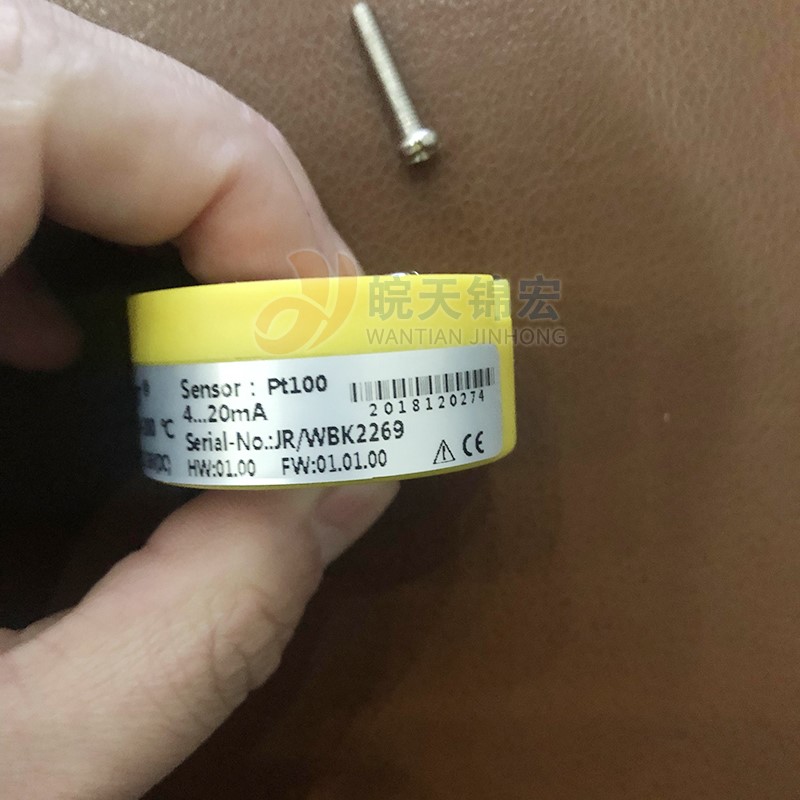 皖天锦宏
WANTIAN JINHONG
Sensor : Pt100
4...20mA
2018120274
℃
Serial-No.:JR/WBK2269
HW:01.00 FW:01.01.00
CE